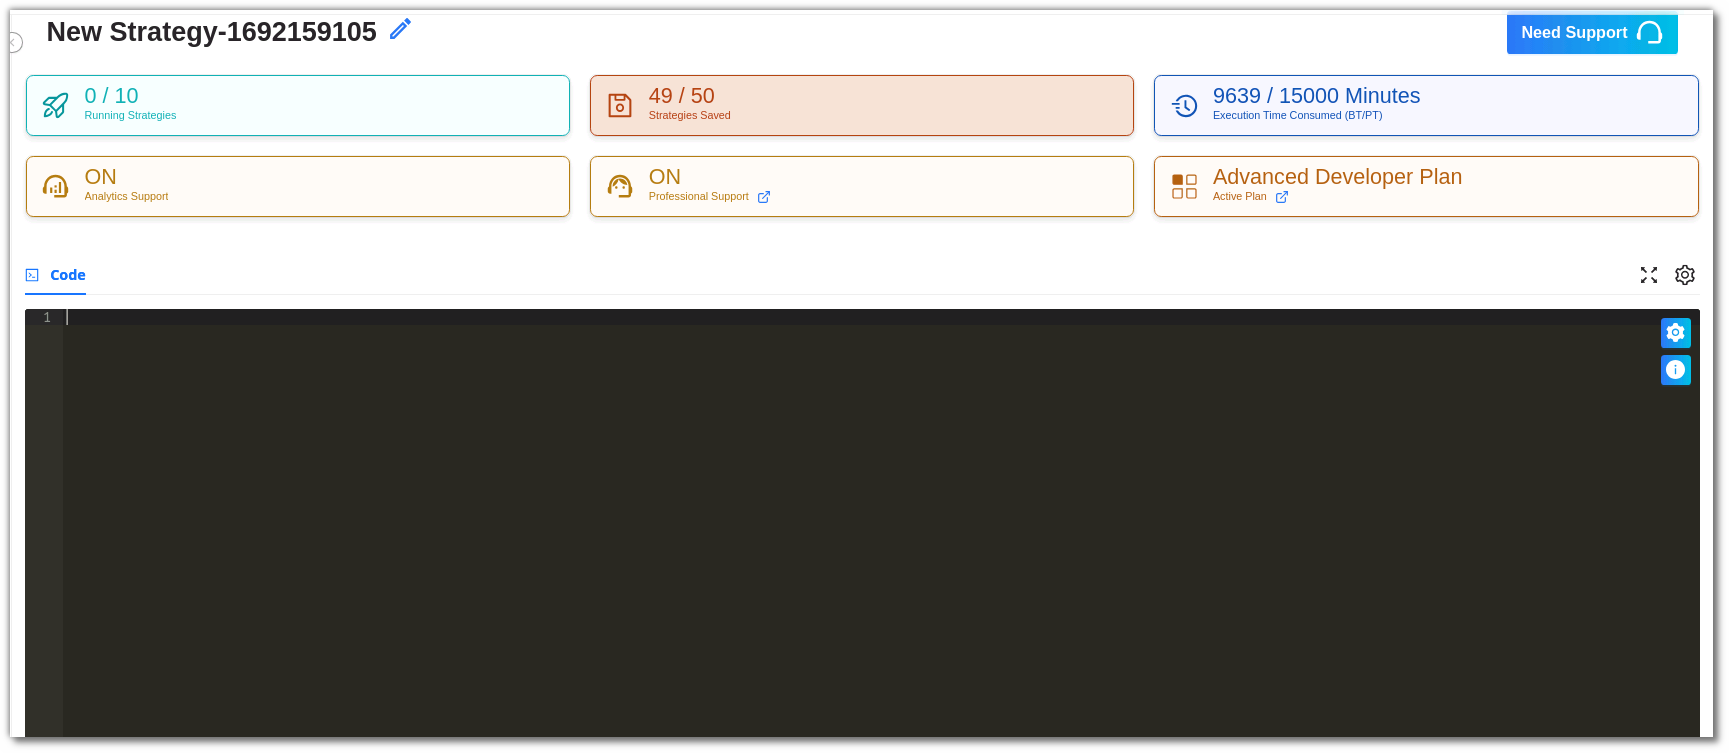 New Strategy-1692159105
Need Support
0 / 10
Running Strategies
49 / 50
Strategies Saved
9639 / 15000 Minutes
Execution Time Consumed (BT/PT)
ON
Analytics Support
ON
Professional Support
Advanced Developer Plan
Active Plan
Code
1